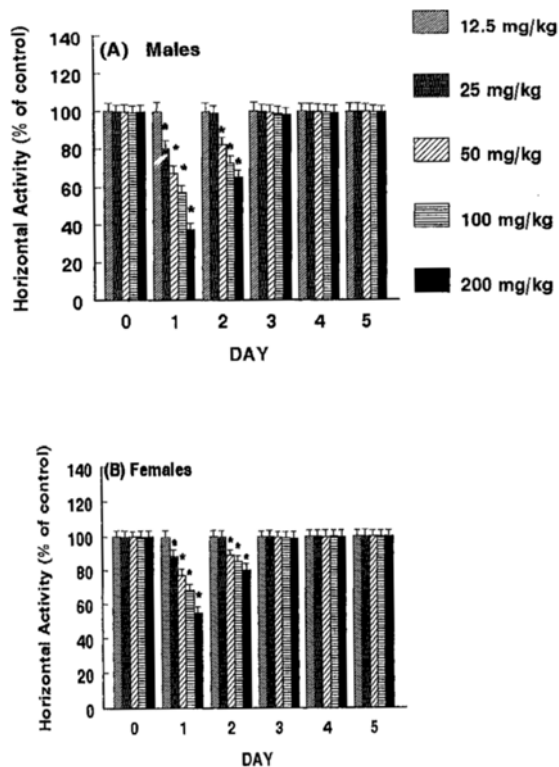 140
(A) Males
120
100
80
60
40
20
0
Horizontal Activity (% of control)
0 1 2 3 4 5
DAY
12.5 mg/kg
25 mg/kg
50 mg/kg
100 mg/kg
200 mg/kg
* * * *
* * *
140
(B) Females
120
100
80
60
40
20
0
Horizontal Activity (% of control)
0 1 2 3 4 5
DAY
* * * *
* * *